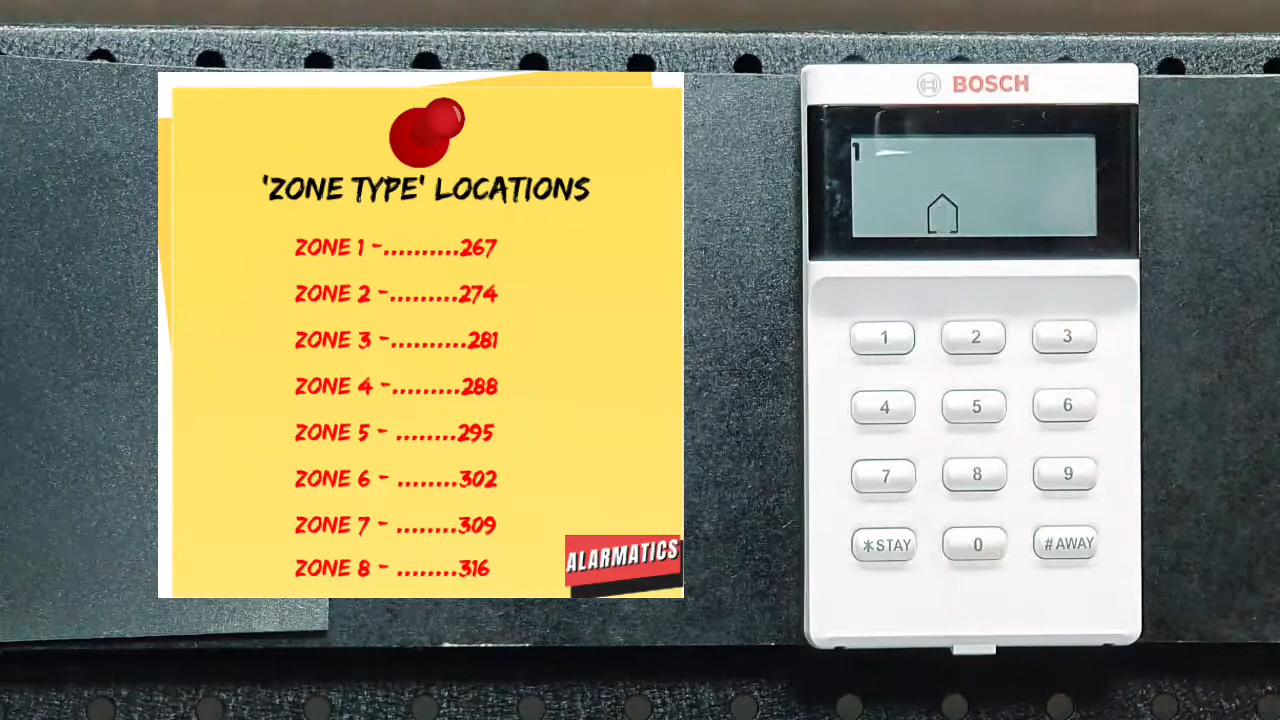 'ZONE TYPE' LOCATIONS
ZONE 1 -..........267
ZONE 2 -.........274
ZONE 3 -..........281
ZONE 4 -..........288
ZONE 5 - ........295
ZONE 6 - ........302
ZONE 7 - ........309
ZONE 8 - ........316
ALARMATICS
BOSCH
1
1 2 3
4 5 6
7 8 9
*STAY 0 #AWAY